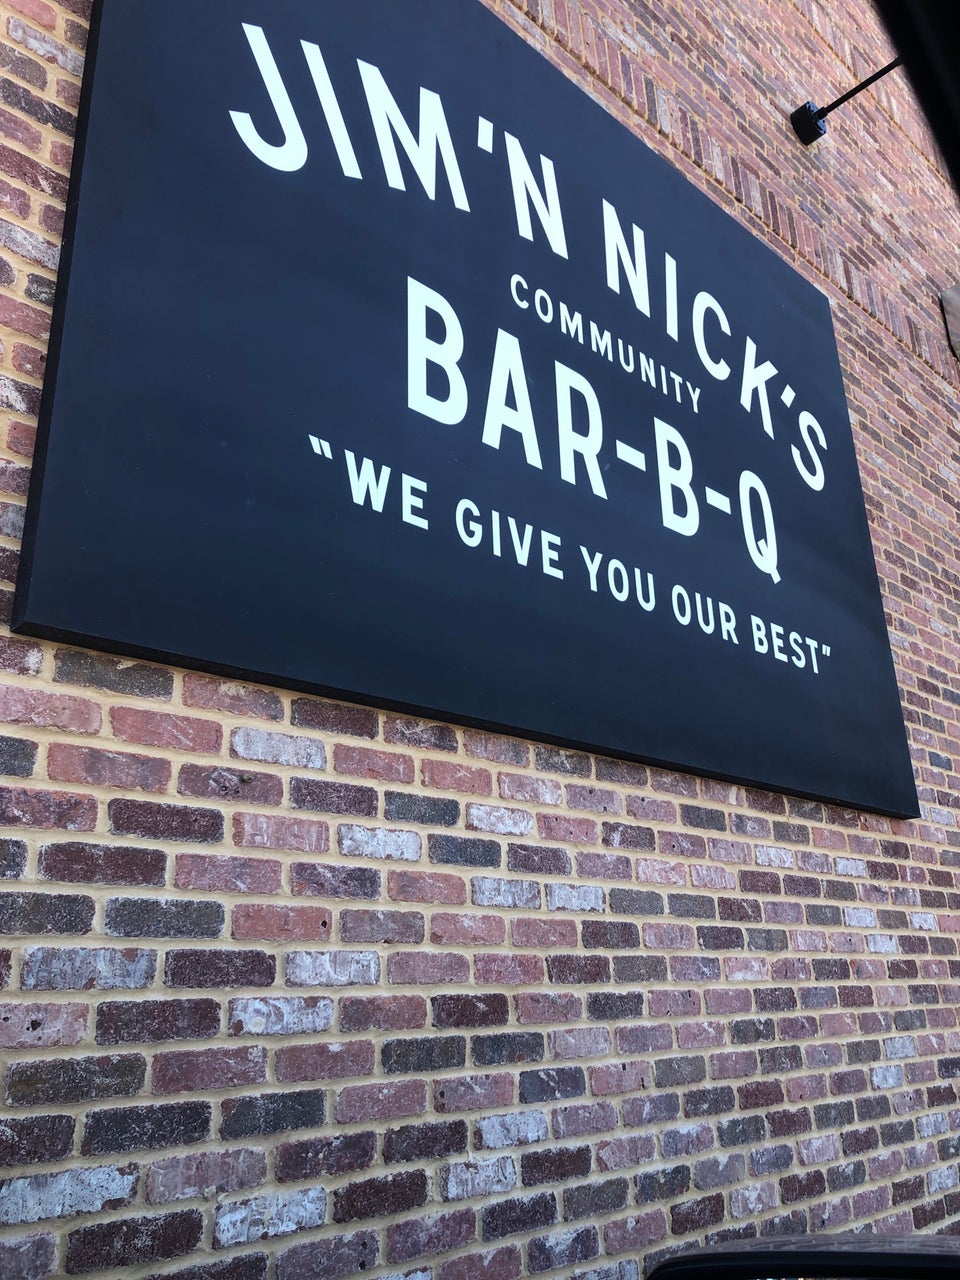 JIM'N NICK'S
COMMUNITY
BAR-B-Q
"WE GIVE YOU OUR BEST"